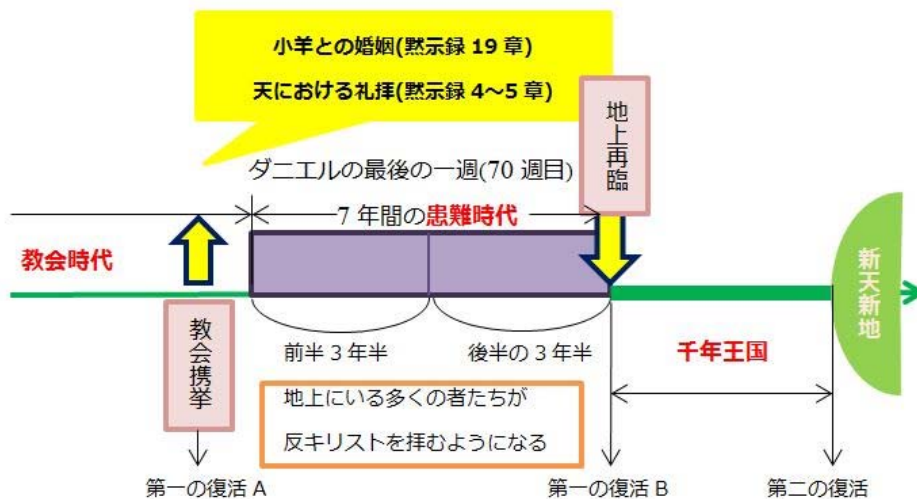 小羊との婚姻(黙示録 19 章)
天における礼拝(黙示録 4～5 章)
地上再臨
ダニエルの最後の一週(70 週目)
7 年間の患難時代
教会時代
新天新地
教会携挙
前半 3 年半
後半の 3 年半
千年王国
地上にいる多くの者たちが
反キリストを拝むようになる
第一の復活 A
第一の復活 B
第二の復活